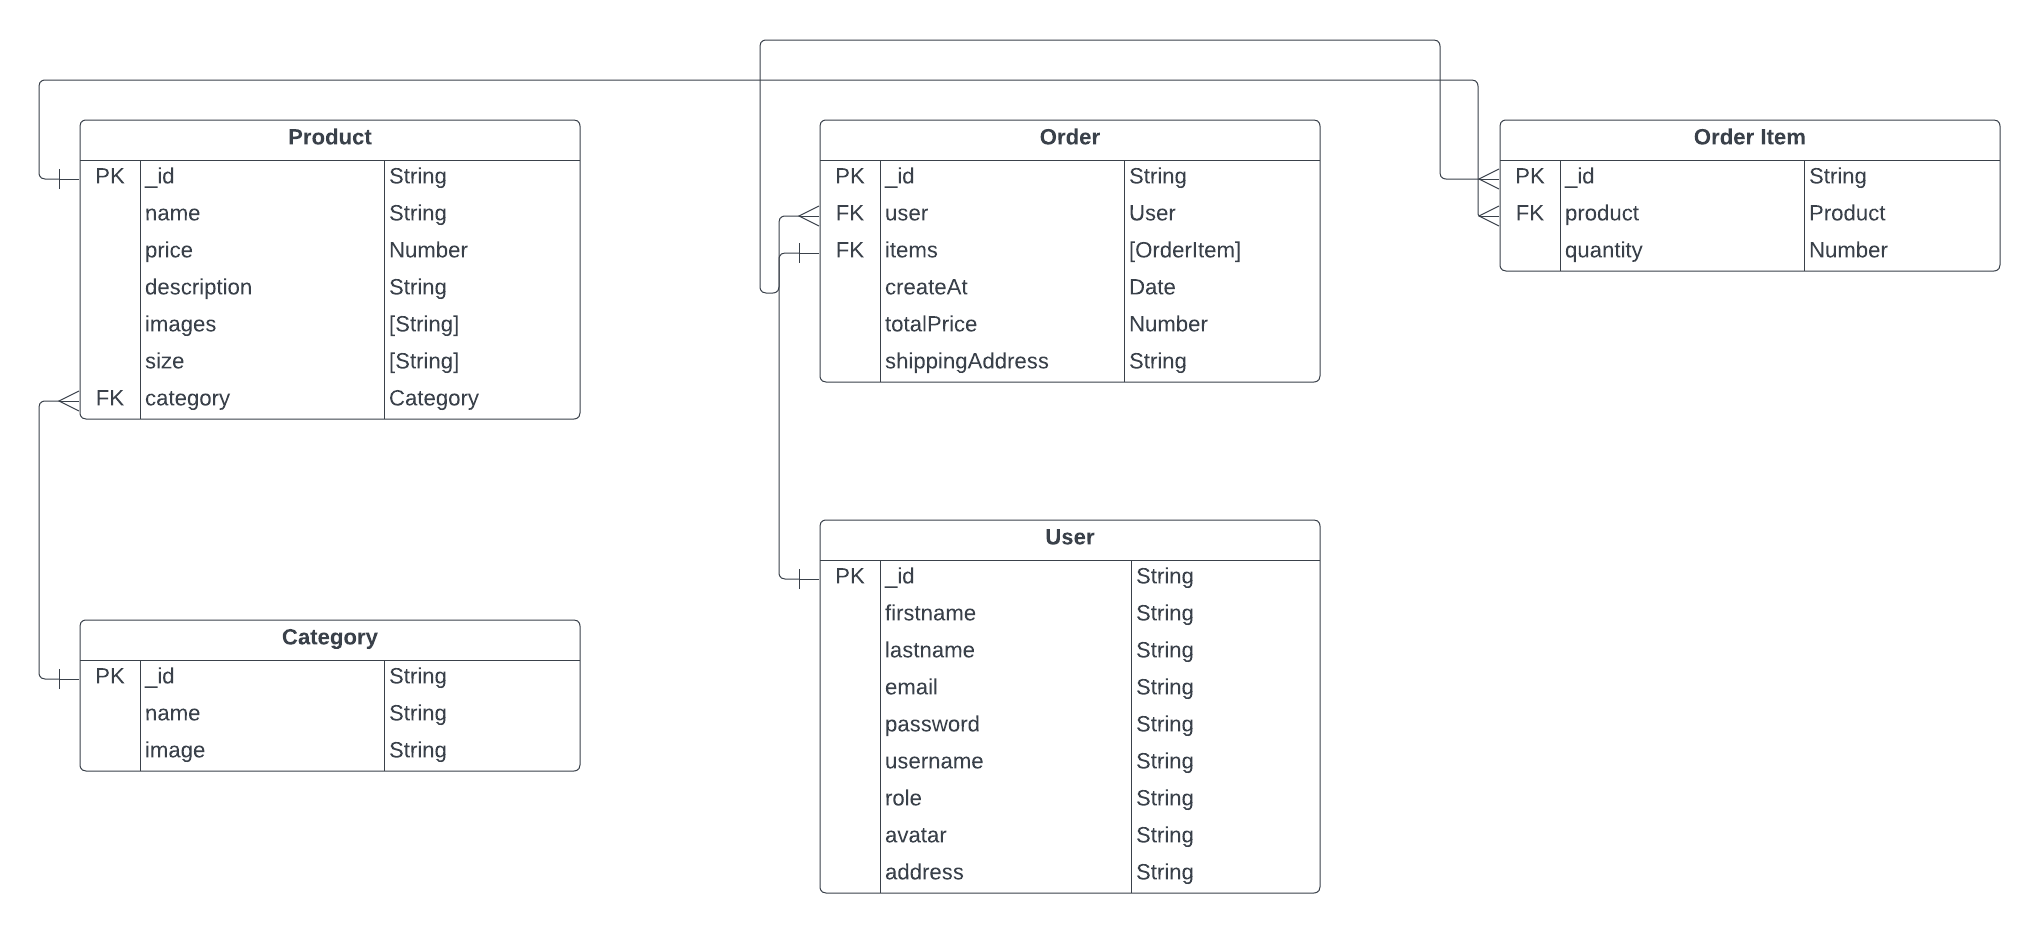 Product
PK _id String
name String
price Number
description String
images [String]
size [String]
FK category Category
Order
PK _id String
FK user User
FK items [OrderItem]
createAt Date
totalPrice Number
shippingAddress String
Order Item
PK _id String
FK product Product
quantity Number
Category
PK _id String
name String
image String
User
PK _id String
firstname String
lastname String
email String
password String
username String
role String
avatar String
address String